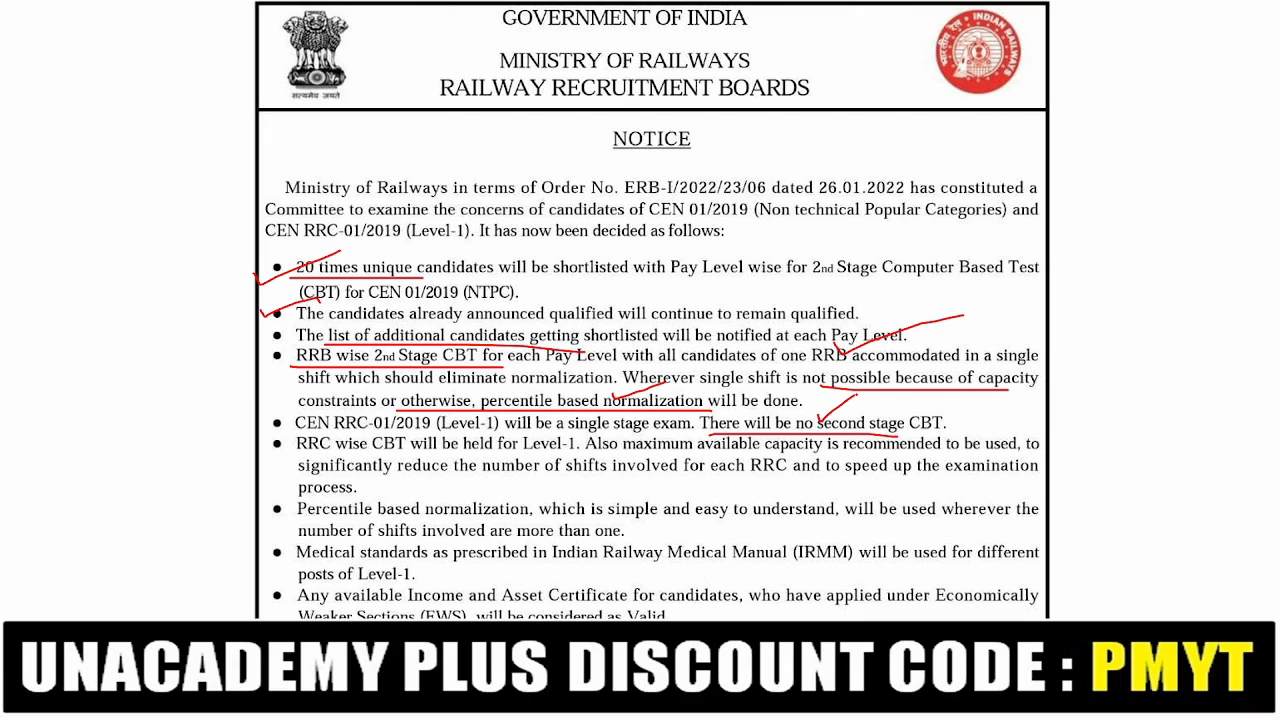 GOVERNMENT OF INDIA
MINISTRY OF RAILWAYS
RAILWAY RECRUITMENT BOARDS
सत्यमेव जयते
भारतीय रेल INDIAN RAILWAYS
NOTICE
Ministry of Railways in terms of Order No. ERB-I/2022/23/06 dated 26.01.2022 has constituted a
Committee to examine the concerns of candidates of CEN 01/2019 (Non technical Popular Categories) and
CEN RRC-01/2019 (Level-1). It has now been decided as follows:
● 20 times unique candidates will be shortlisted with Pay Level wise for 2nd Stage Computer Based Test
(CBT) for CEN 01/2019 (NTPC).
● The candidates already announced qualified will continue to remain qualified.
● The list of additional candidates getting shortlisted will be notified at each Pay Level.
● RRB wise 2nd Stage CBT for each Pay Level with all candidates of one RRB accommodated in a single
shift which should eliminate normalization. Wherever single shift is not possible because of capacity
constraints or otherwise, percentile based normalization will be done.
● CEN RRC-01/2019 (Level-1) will be a single stage exam. There will be no second stage CBT.
● RRC wise CBT will be held for Level-1. Also maximum available capacity is recommended to be used, to
significantly reduce the number of shifts involved for each RRC and to speed up the examination
process.
● Percentile based normalization, which is simple and easy to understand, will be used wherever the
number of shifts involved are more than one.
● Medical standards as prescribed in Indian Railway Medical Manual (IRMM) will be used for different
posts of Level-1.
● Any available Income and Asset Certificate for candidates, who have applied under Economically
Weaker Sections (EWS), will be considered as Valid
UNACADEMY PLUS DISCOUNT CODE : PMYT